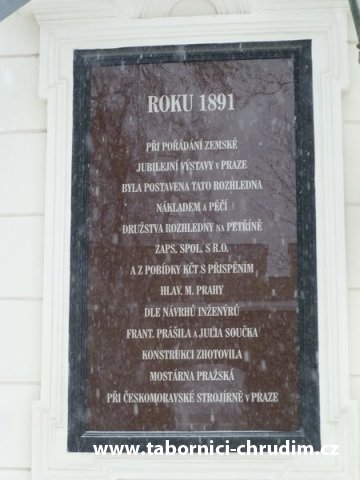 ROKU 1891
PŘI POŘÁDÁNÍ ZEMSKÉ
JUBILEJNÍ VÝSTAVY V PRAZE
BYLA POSTAVENA TATO ROZHLEDNA
NÁKLADEM A PÉČÍ
DRUŽSTVA ROZHLEDNY NA PETŘÍNĚ
ZAPS. SPOL. S R.O.
A Z POBÍDKY KČT S PŘISPĚNÍM
HLAV. M. PRAHY
DLE NÁVRHŮ INŽENÝRŮ
FRANT. PRÁŠILA A JULIA SOUČKA
KONSTRUKCI ZHOTOVILA
MOSTÁRNA PRAŽSKÁ
PŘI ČESKOMORAVSKÉ STROJÍRNĚ V PRAZE
www.tabornici-chrudim.cz